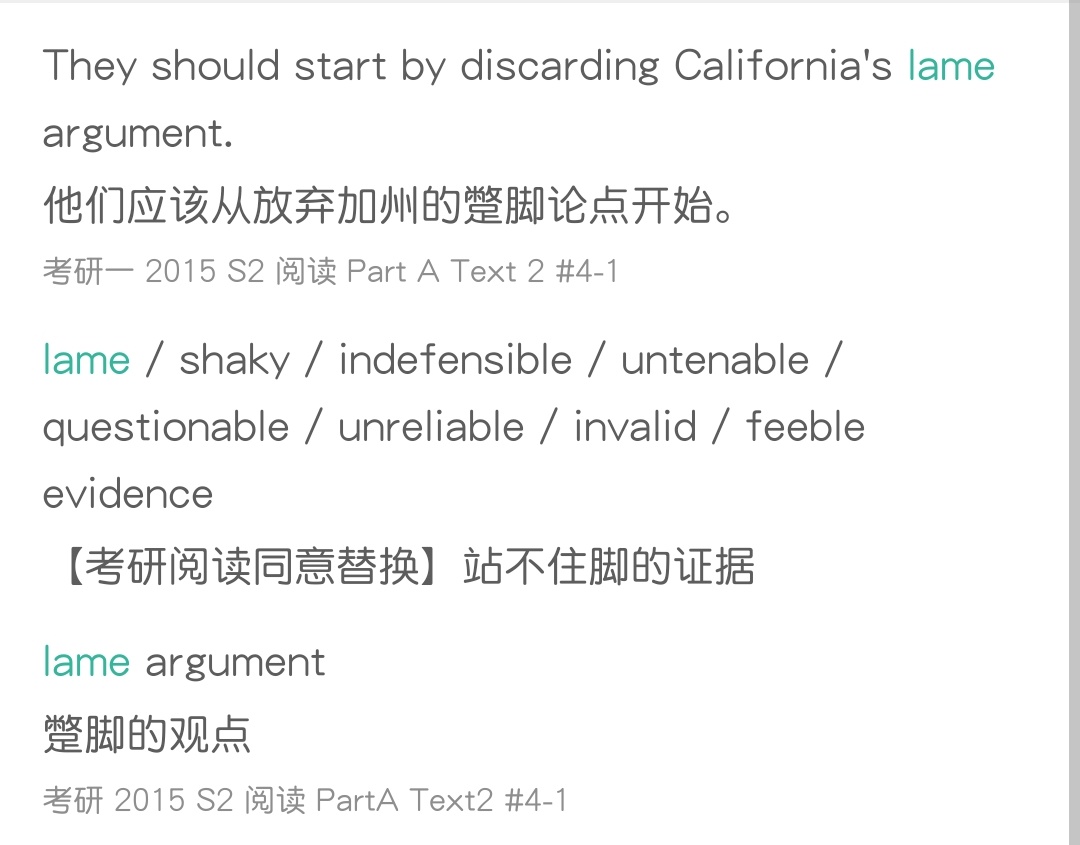 They should start by discarding California's lame
argument.
他们应该从放弃加州的蹩脚论点开始。
考研一 2015 S2 阅读 Part A Text 2 #4-1
lame / shaky / indefensible / untenable /
questionable / unreliable / invalid / feeble
evidence
【考研阅读同意替换】站不住脚的证据
lame argument
蹩脚的观点
考研 2015 S2 阅读 PartA Text2 #4-1